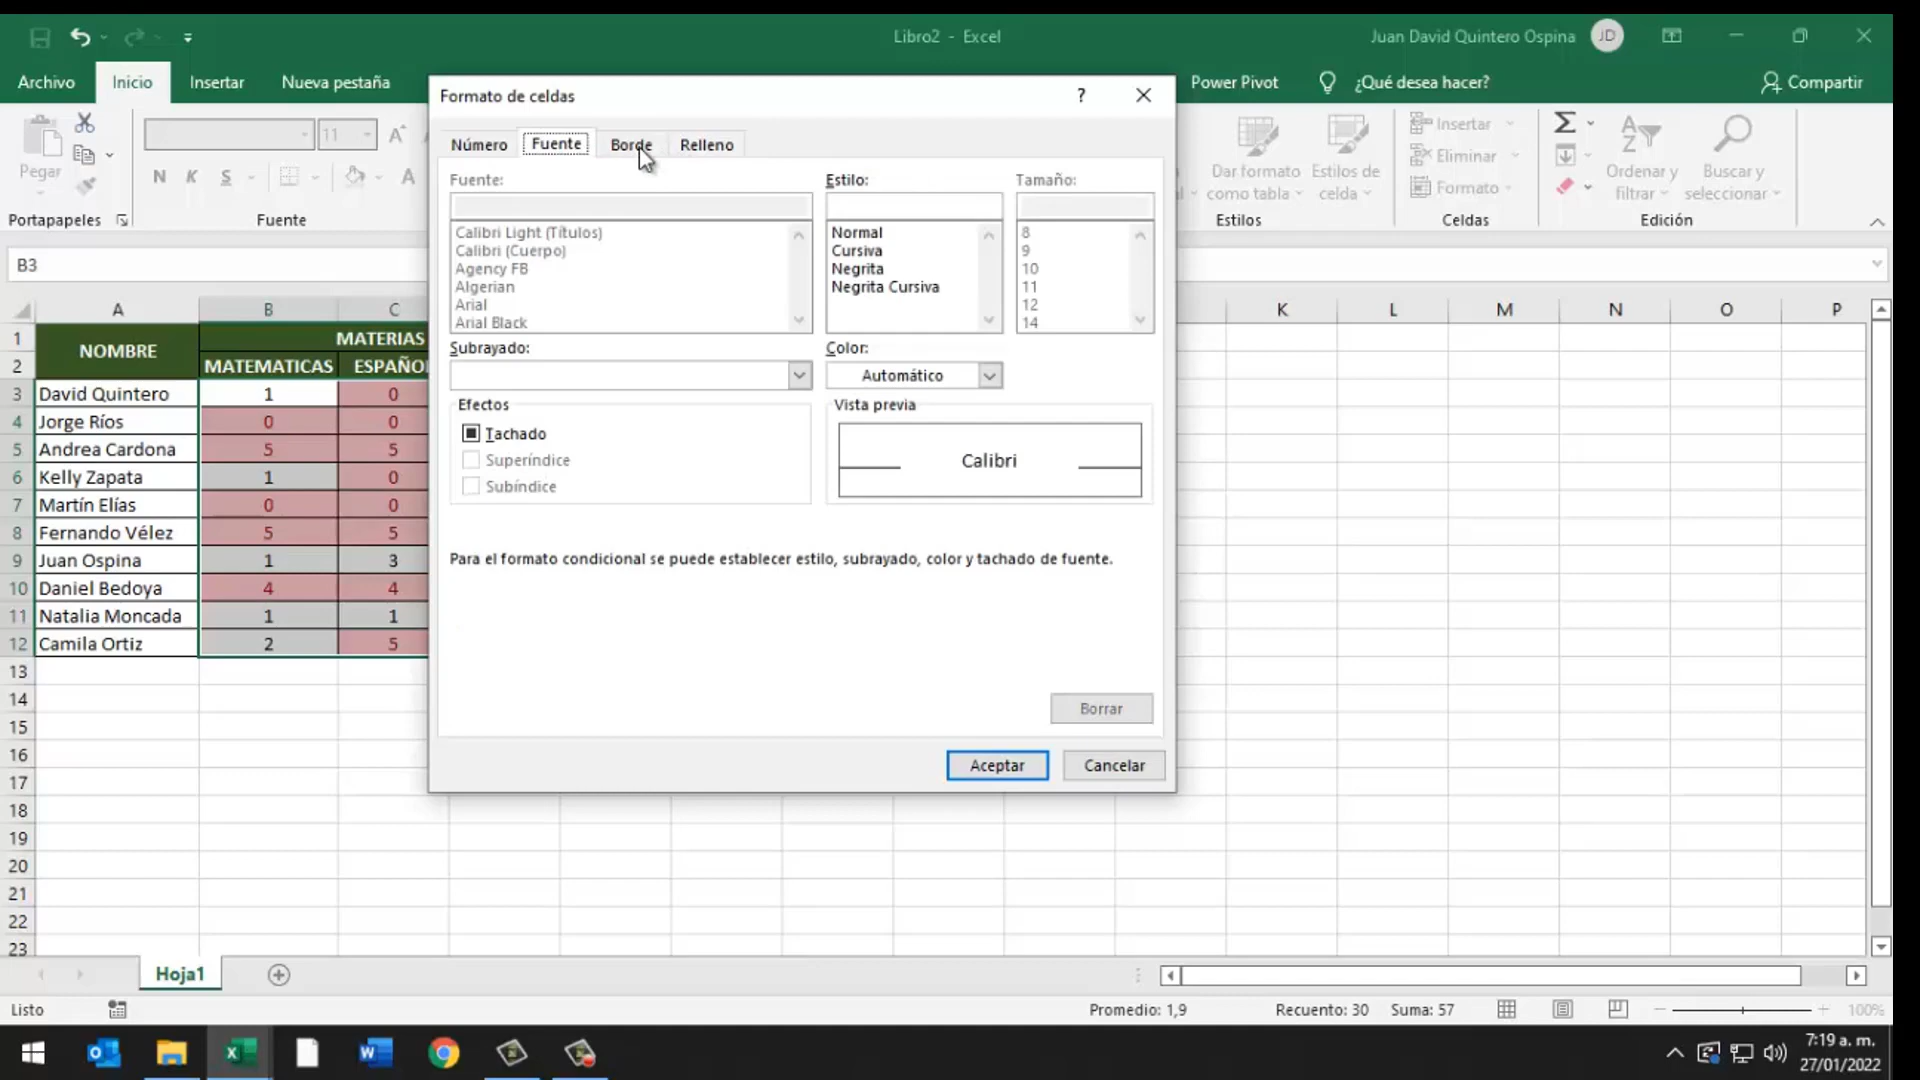 Libro2 - Excel
Juan David Quintero Ospina JD
Archivo Inicio Insertar Nueva pestaña Power Pivot ¿Qué desea hacer? Compartir
Formato de celdas
?
Número Fuente Borde Relleno
Fuente: Estilo: Tamaño:
Calibri Light (Títulos) Normal 8
Calibri (Cuerpo) Cursiva 9
Agency FB Negrita 10
Algerian Negrita Cursiva 11
Arial 12
Arial Black 14
Subrayado: Color:
Automático
Efectos Vista previa
Tachado
Superíndice
Subíndice
Calibri
Para el formato condicional se puede establecer estilo, subrayado, color y tachado de fuente.
Borrar
Aceptar Cancelar
Pegar
Portapapeles
11
N K S
Fuente
Dar formato como tabla
Estilos de celda
Estilos
Insertar
Eliminar
Formato
Celdas
Ordenar y filtrar
Buscar y seleccionar
Edición
B3
A B C K L M N O P
1 NOMBRE MATERIAS
2 MATEMATICAS ESPAÑO
3 David Quintero 1 0
4 Jorge Ríos 0 0
5 Andrea Cardona 5 5
6 Kelly Zapata 1 0
7 Martín Elías 0 0
8 Fernando Vélez 5 5
9 Juan Ospina 1 3
10 Daniel Bedoya 4 4
11 Natalia Moncada 1 1
12 Camila Ortiz 2 5
13
14
15
16
17
18
19
20
21
22
23
Hoja1
Listo Promedio: 1,9 Recuento: 30 Suma: 57 100%
7:19 a. m.
27/01/2022